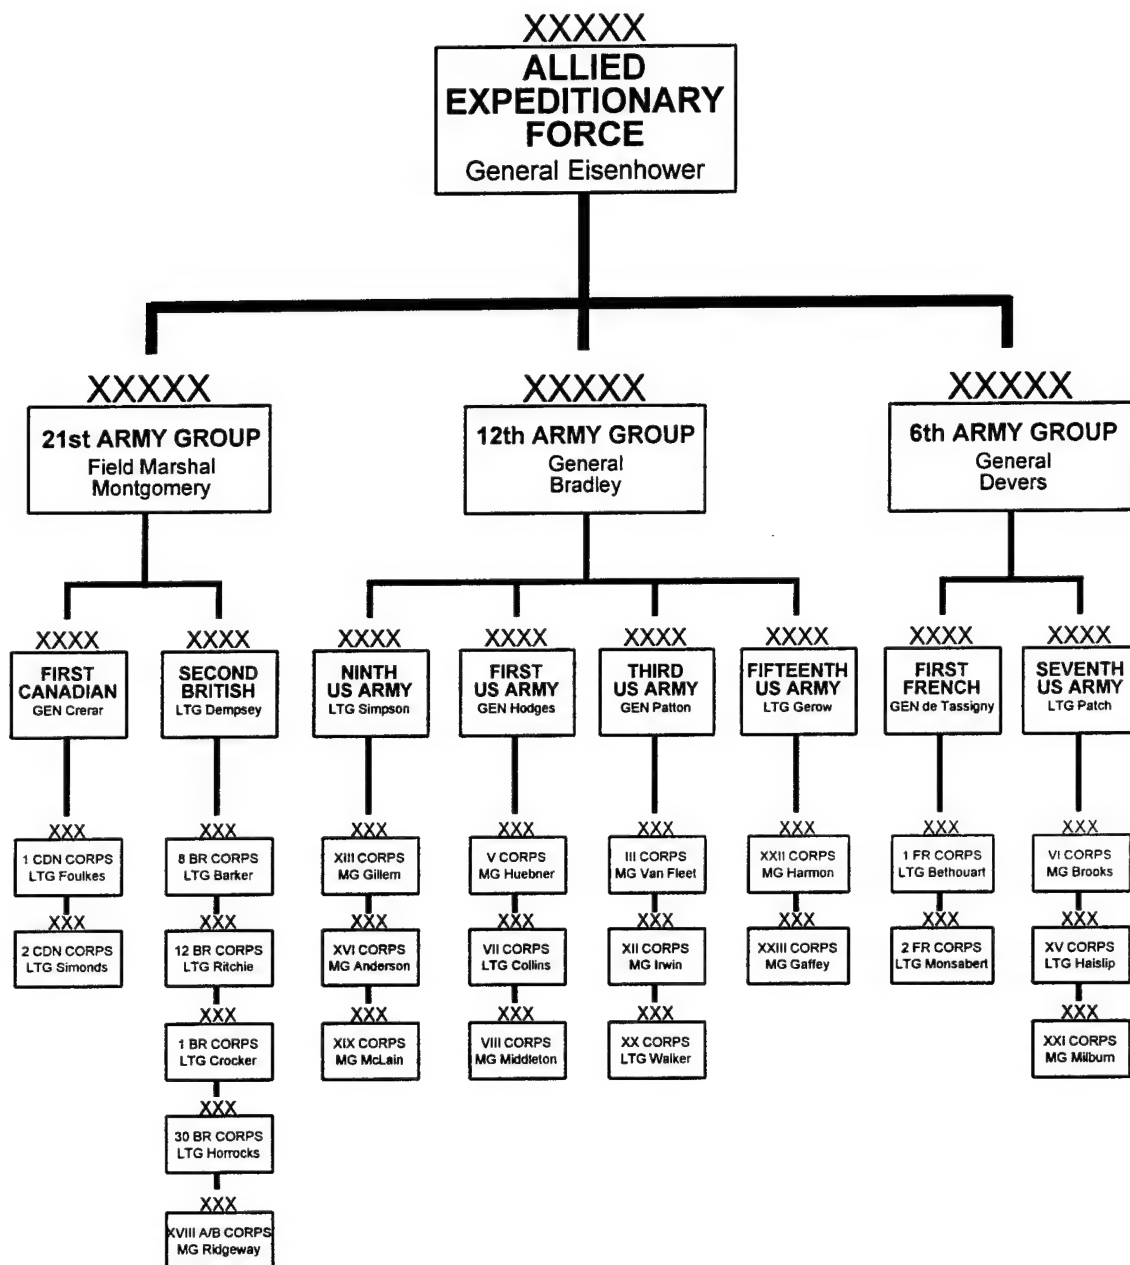 XXXXX
ALLIED
EXPEDITIONARY
FORCE
General Eisenhower
XXXXX
21st ARMY GROUP
Field Marshal
Montgomery
XXXXX
12th ARMY GROUP
General
Bradley
XXXXX
6th ARMY GROUP
General
Devers
XXXX
FIRST
CANADIAN
GEN Crerar
XXXX
SECOND
BRITISH
LTG Dempsey
XXXX
NINTH
US ARMY
LTG Simpson
XXXX
FIRST
US ARMY
GEN Hodges
XXXX
THIRD
US ARMY
GEN Patton
XXXX
FIFTEENTH
US ARMY
LTG Gerow
XXXX
FIRST
FRENCH
GEN de Tassigny
XXXX
SEVENTH
US ARMY
LTG Patch
XXX
1 CDN CORPS
LTG Foulkes
XXX
2 CDN CORPS
LTG Simonds
XXX
8 BR CORPS
LTG Barker
XXX
12 BR CORPS
LTG Ritchie
XXX
1 BR CORPS
LTG Crocker
XXX
30 BR CORPS
LTG Horrocks
XXX
XVIII A/B CORPS
MG Ridgeway
XXX
XIII CORPS
MG Gillem
XXX
XVI CORPS
MG Anderson
XXX
XIX CORPS
MG McLain
XXX
V CORPS
MG Huebner
XXX
VII CORPS
LTG Collins
XXX
VIII CORPS
MG Middleton
XXX
III CORPS
MG Van Fleet
XXX
XII CORPS
MG Irwin
XXX
XX CORPS
LTG Walker
XXX
XXII CORPS
MG Harmon
XXX
XXIII CORPS
MG Gaffey
XXX
1 FR CORPS
LTG Bethouart
XXX
2 FR CORPS
LTG Monsabert
XXX
VI CORPS
MG Brooks
XXX
XV CORPS
LTG Haislip
XXX
XXI CORPS
MG Milburn